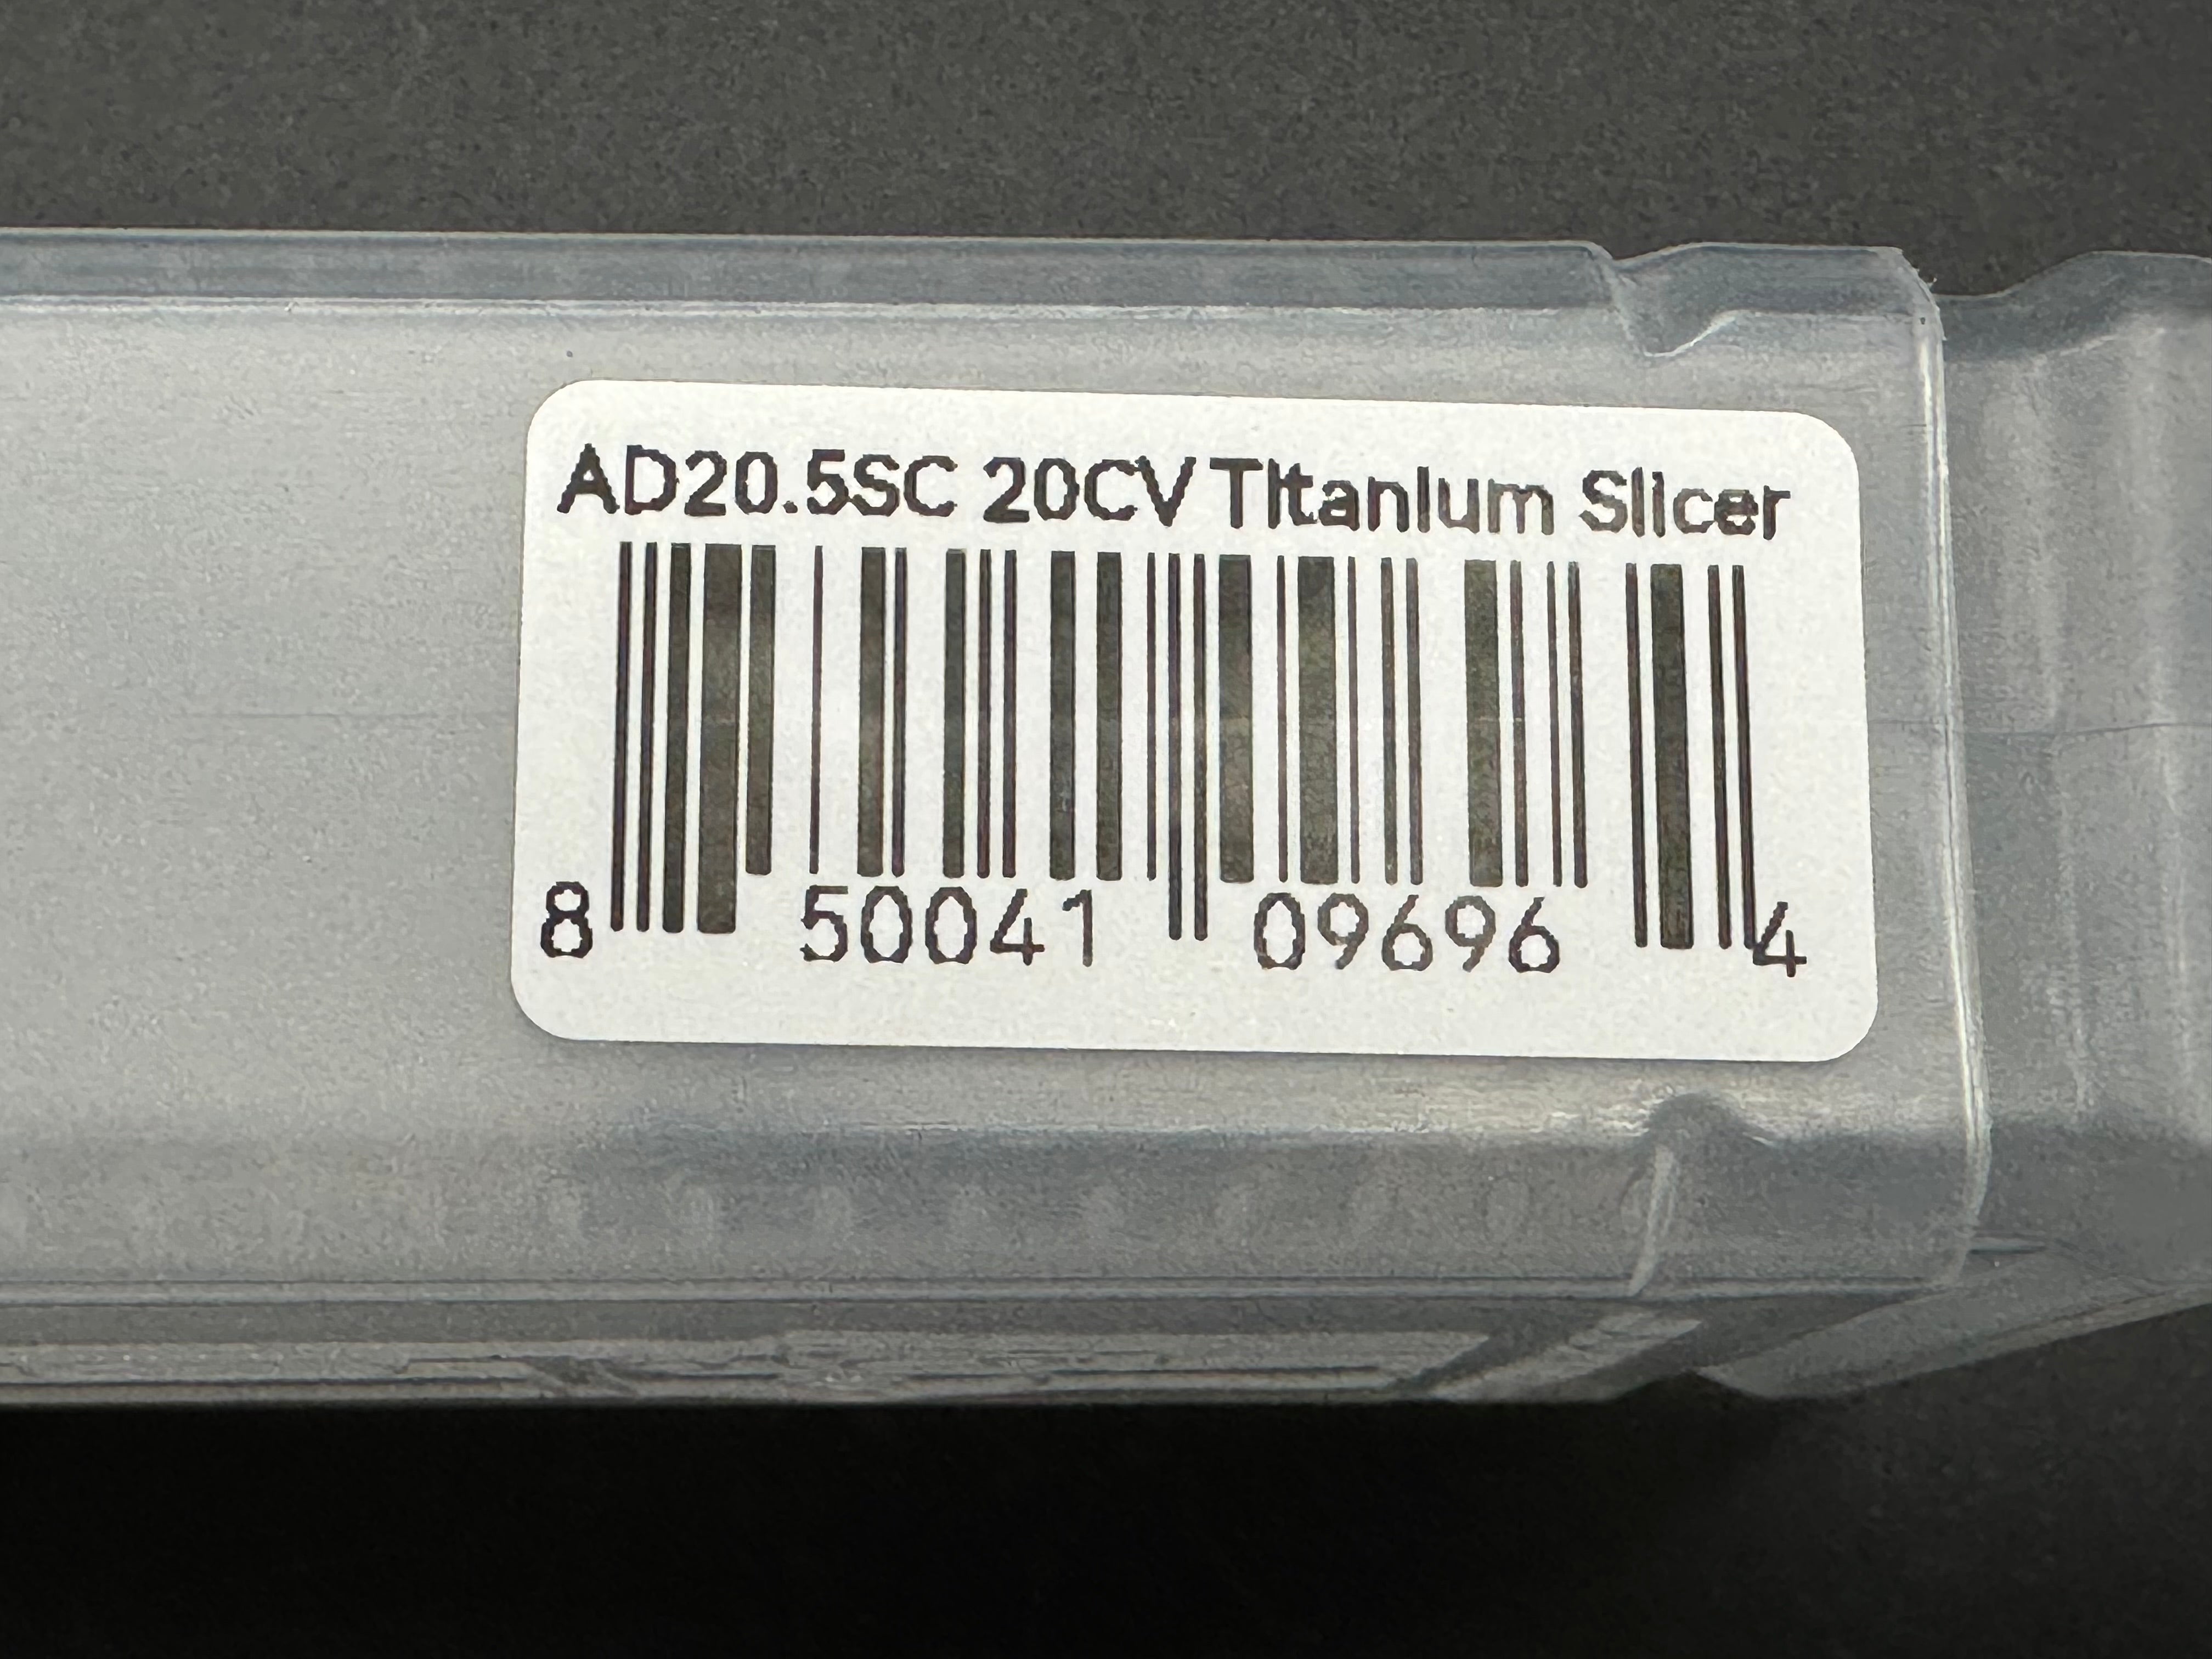 AD20.5SC 20CV Titanium Slicer
8 50041 09696 4